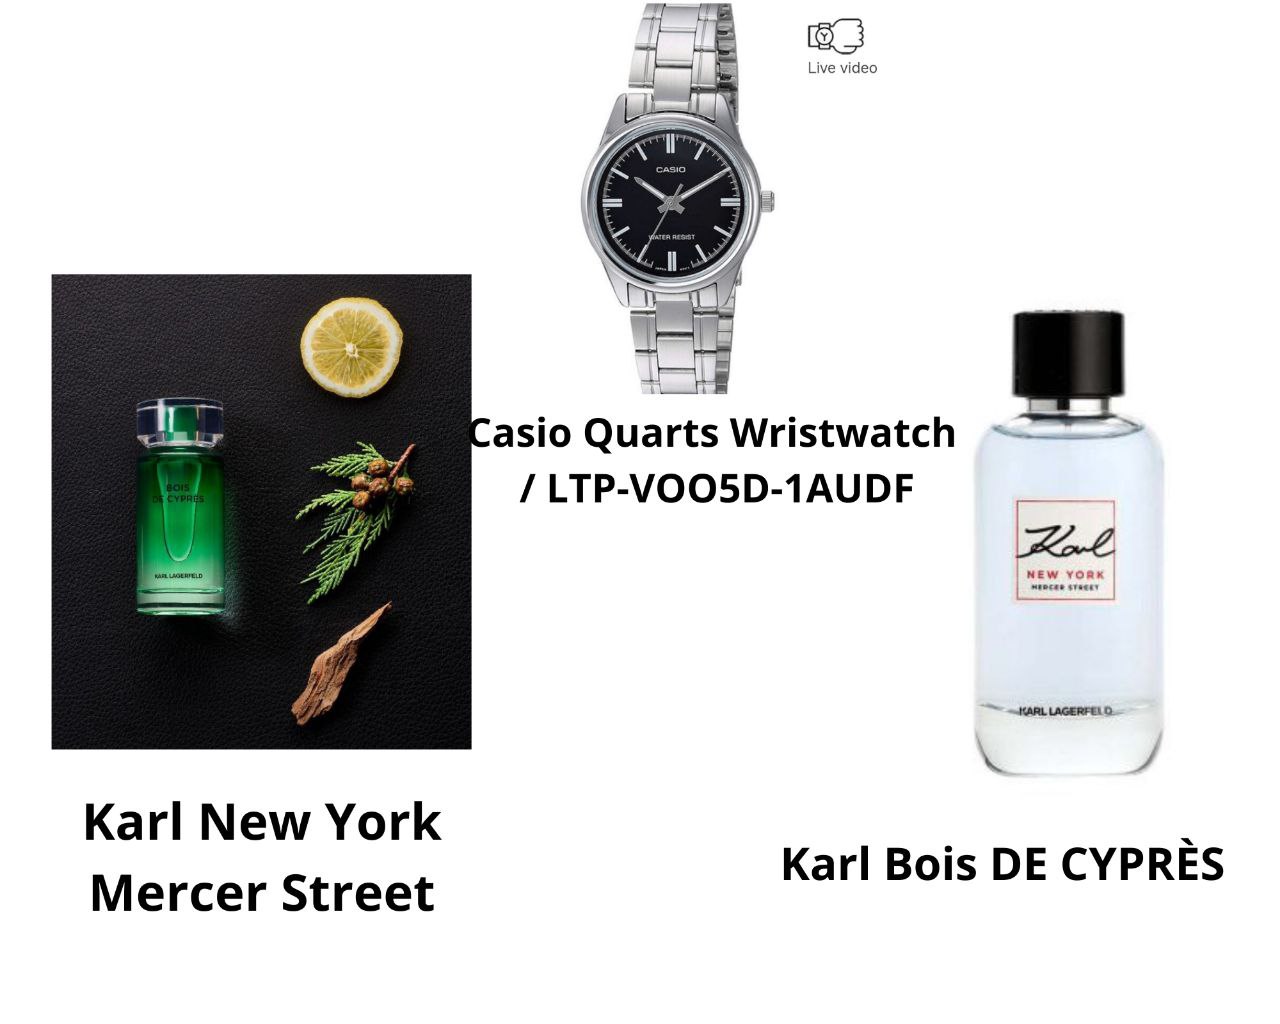 Live video
CASIO
WATER RESIST
Casio Quarts Wristwatch
/ LTP-VOO5D-1AUDF
BOIS
DE CYPRÈS
KARL LAGERFELD
Karl
NEW YORK
MERCER STREET
KARL LAGERFELD
Karl New York
Mercer Street
Karl Bois DE CYPRÈS